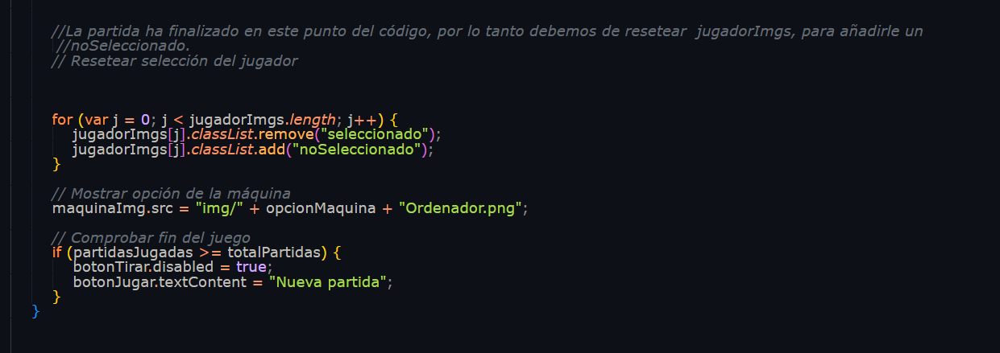 //La partida ha finalizado en este punto del código, por lo tanto debemos de resetear  jugadorImgs, para añadirle un
//noSeleccionado.
// Resetear selección del jugador
for (var j = 0; j < jugadorImgs.length; j++) {
jugadorImgs[j].classList.remove("seleccionado");
jugadorImgs[j].classList.add("noSeleccionado");
}
// Mostrar opción de la máquina
maquinaImg.src = "img/" + opcionMaquina + "Ordenador.png";
// Comprobar fin del juego
if (partidasJugadas >= totalPartidas) {
botonTirar.disabled = true;
botonJugar.textContent = "Nueva partida";
}
}